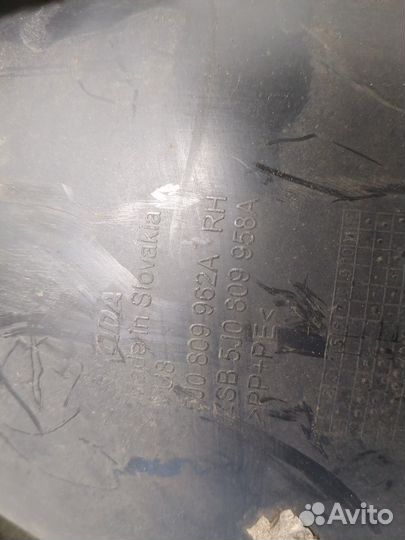 Made in Slovakia
5J0 809 962A RH
ZSB 5J0 809 958A
>PP+PE<
Avito